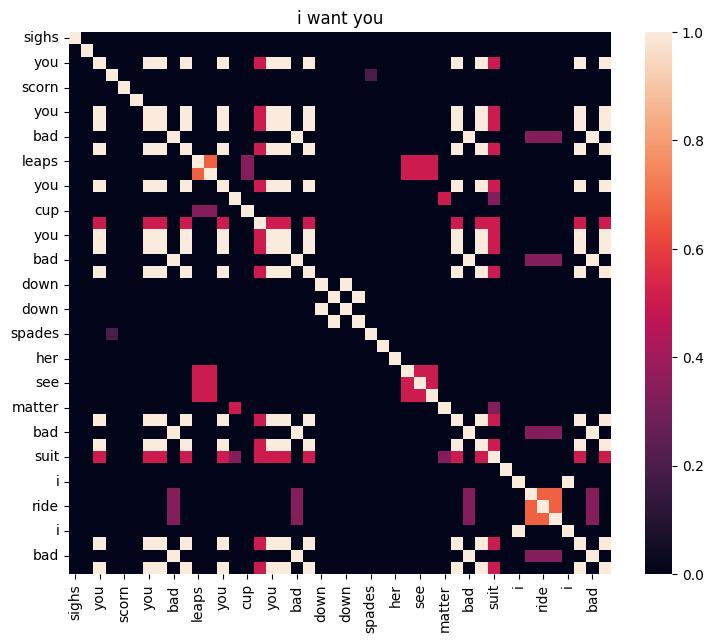 i want you
sighs
you
scorn
you
bad
leaps
you
cup
you
bad
down
down
spades
her
see
matter
bad
suit
i
ride
i
bad
1.0
0.8
0.6
0.4
0.2
0.0
sighs you scorn you bad leaps you cup you bad down down spades her see matter bad suit i ride i bad